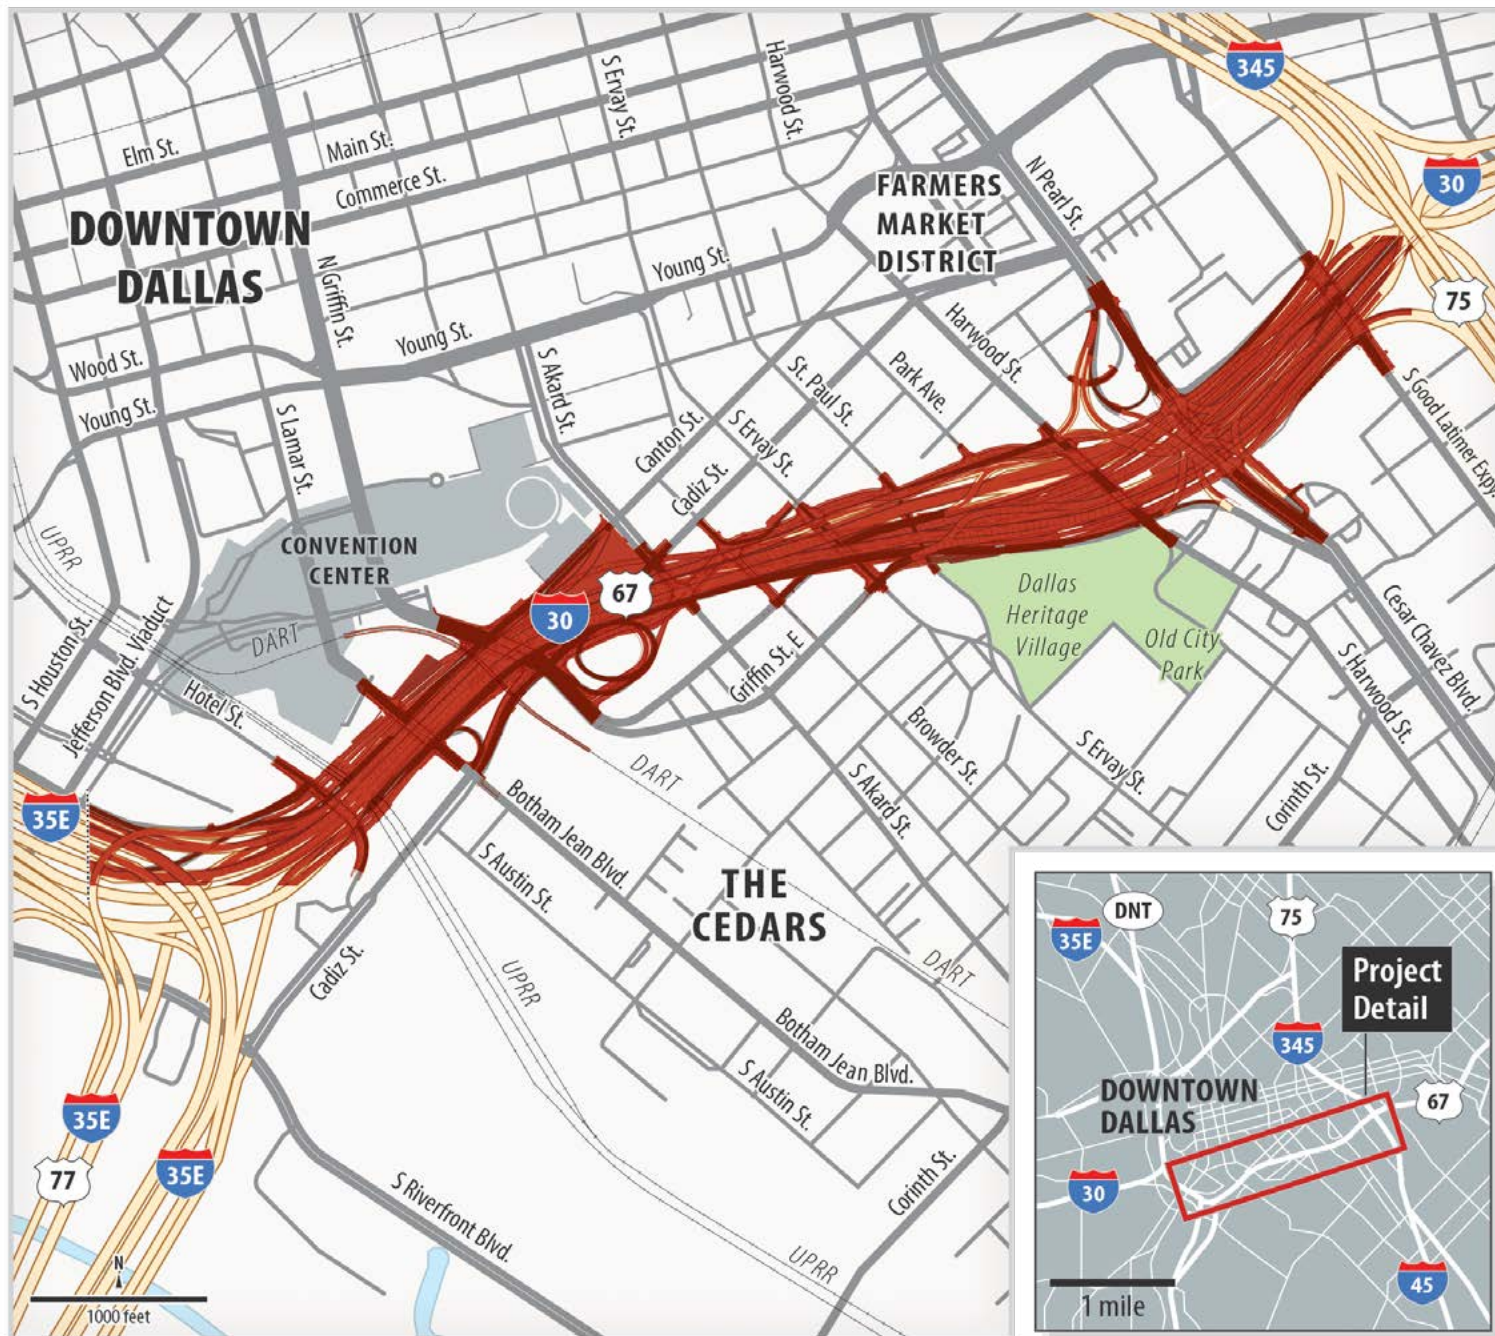 345
S Ervay St.
Harwood St.
Elm St.
Main St.
Commerce St.
30
N Pearl St.
FARMERS
MARKET
DISTRICT
DOWNTOWN
DALLAS
N Griffin St.
Young St.
75
Wood St.
Young St.
Harwood St.
S Akard St.
St. Paul St.
Park Ave.
Young St.
S Lamar St.
Canton St.
S Ervay St.
Cadiz St.
S Good Latimer Expy.
UPRR
CONVENTION
CENTER
67
30
Dallas
Heritage
Village
Old City
Park
Cesar Chavez Blvd.
S Houston St.
Jefferson Blvd. Viaduct
DART
Hotel St.
Griffin St. E
S Harwood St.
Browder St.
S Ervay St.
DART
S Akard St.
Corinth St.
35E
Botham Jean Blvd.
S Austin St.
THE
CEDARS
Cadiz St.
UPRR
DART
Botham Jean Blvd.
S Austin St.
35E
77
35E
S Riverfront Blvd.
Corinth St.
UPRR
N
1000 feet
DNT
75
35E
Project
Detail
345
DOWNTOWN
DALLAS
67
30
45
1 mile